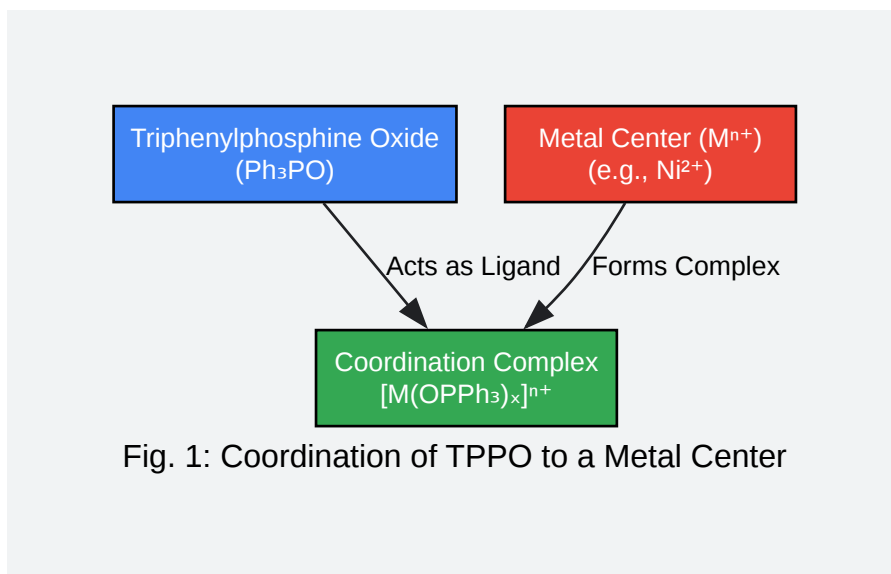 Triphenylphosphine Oxide
(Ph₃PO)
Metal Center (Mⁿ⁺)
(e.g., Ni²⁺)
Acts as Ligand
Forms Complex
Coordination Complex
[M(OPPh₃)ₓ]ⁿ⁺
Fig. 1: Coordination of TPPO to a Metal Center